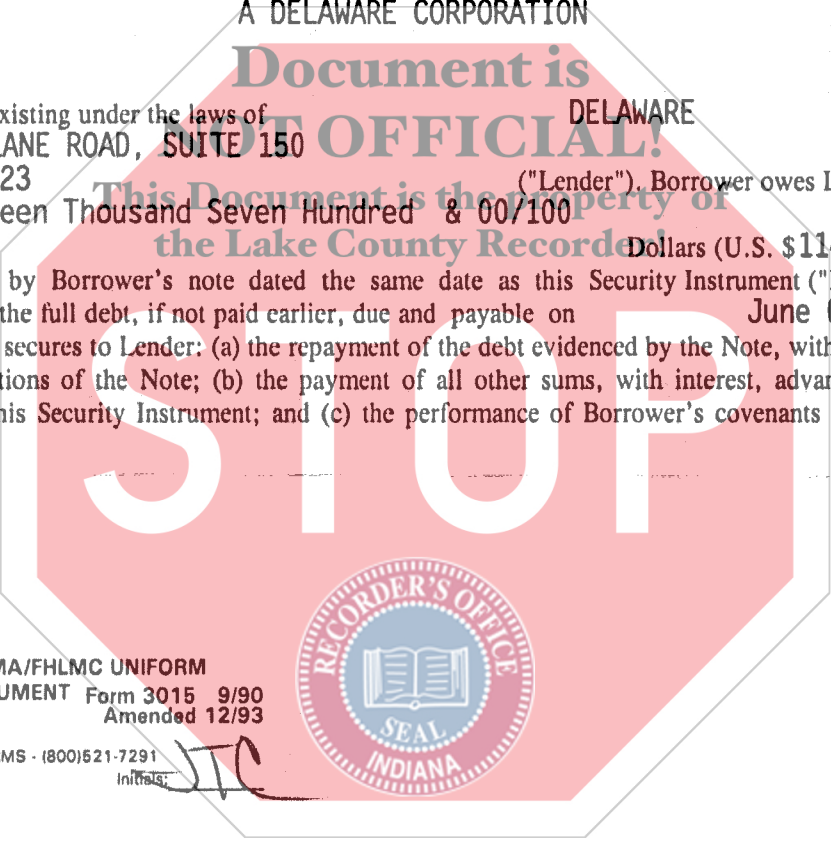 A DELAWARE CORPORATION
Document is
xisting under the laws of DELAWARE
NOT OFFICIAL!
LANE ROAD, SUITE 150
23 ("Lender"). Borrower owes L
This Document is the property of
een Thousand Seven Hundred & 00/100
the Lake County Recorder!
Dollars (U.S. $11
by Borrower's note dated the same date as this Security Instrument ("
the full debt, if not paid earlier, due and payable on June
secures to Lender: (a) the repayment of the debt evidenced by the Note, with
tions of the Note; (b) the payment of all other sums, with interest, advan
his Security Instrument; and (c) the performance of Borrower's covenants
STOP
RECORDER'S OFFICE
SEAL
INDIANA
MA/FHLMC UNIFORM
UMENT Form 3015 9/90
Amended 12/93
MS - (800)521-7291
Initials: JTC